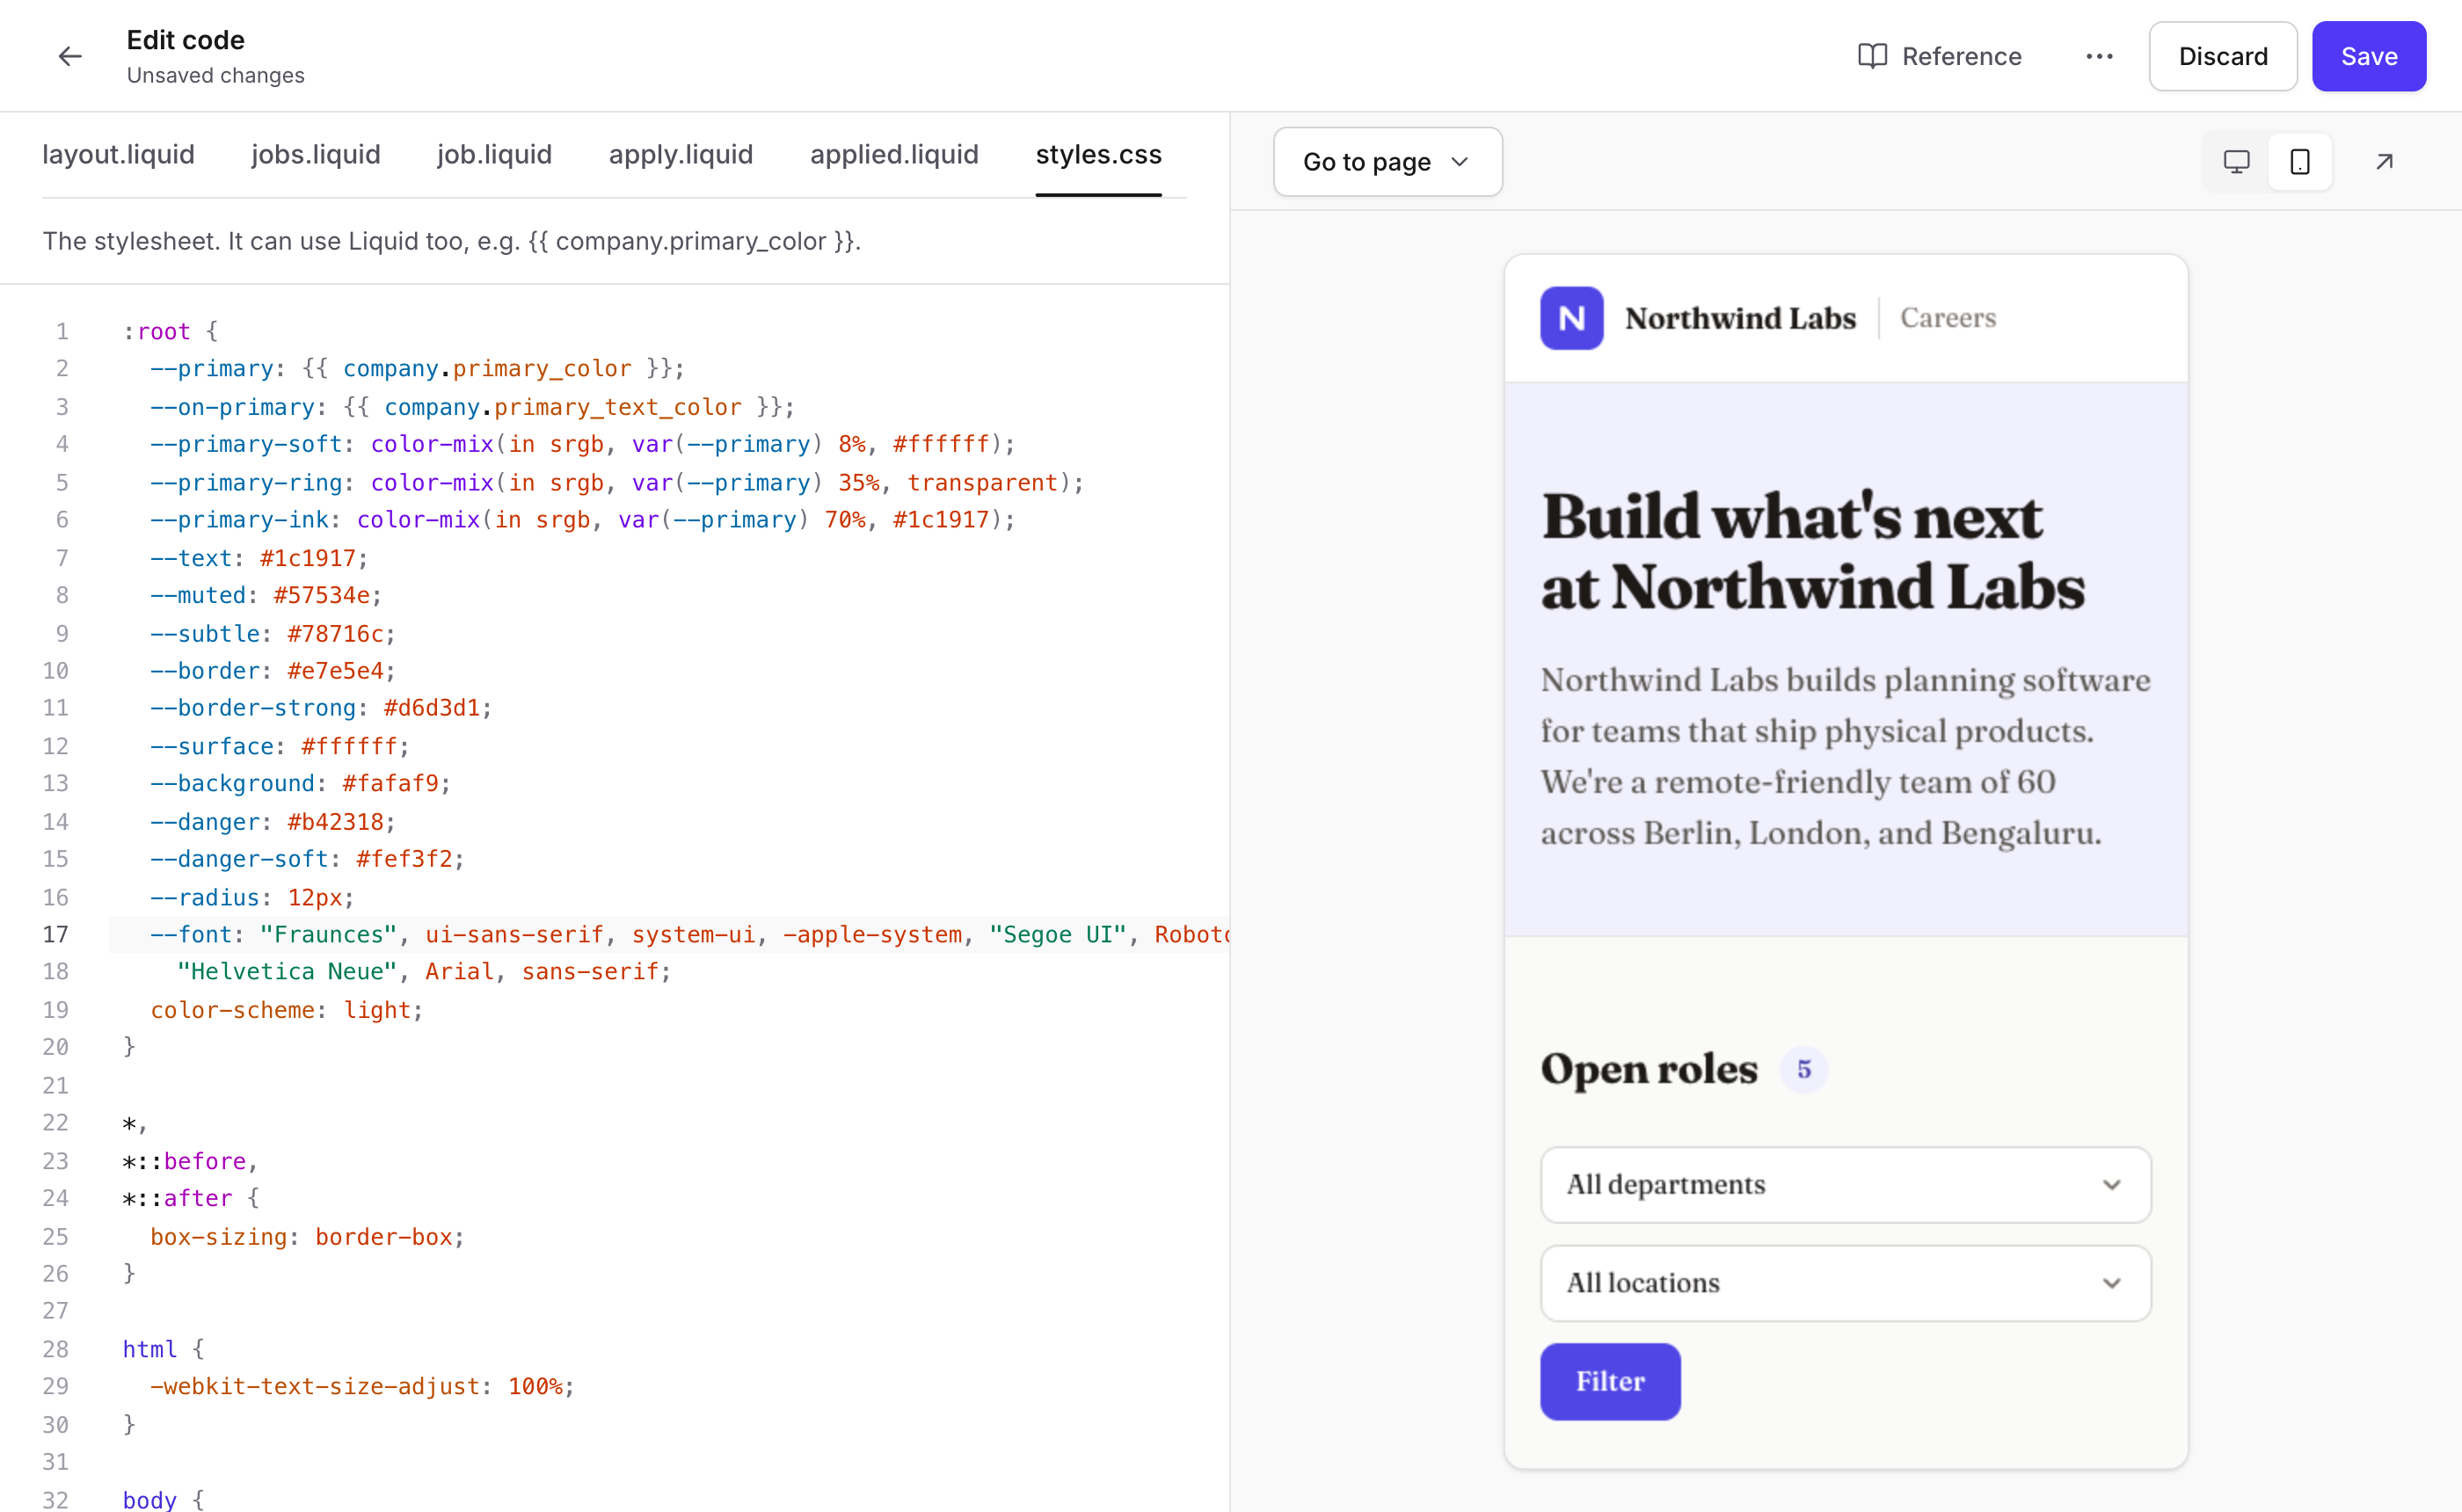 Edit code
Unsaved changes
Reference
Discard
Save
layout.liquid
jobs.liquid
job.liquid
apply.liquid
applied.liquid
styles.css
The stylesheet. It can use Liquid too, e.g. {{ company.primary_color }}.
1 :root {
2   --primary: {{ company.primary_color }};
3   --on-primary: {{ company.primary_text_color }};
4   --primary-soft: color-mix(in srgb, var(--primary) 8%, #ffffff);
5   --primary-ring: color-mix(in srgb, var(--primary) 35%, transparent);
6   --primary-ink: color-mix(in srgb, var(--primary) 70%, #1c1917);
7   --text: #1c1917;
8   --muted: #57534e;
9   --subtle: #78716c;
10   --border: #e7e5e4;
11   --border-strong: #d6d3d1;
12   --surface: #ffffff;
13   --background: #fafaf9;
14   --danger: #b42318;
15   --danger-soft: #fef3f2;
16   --radius: 12px;
17   --font: "Fraunces", ui-sans-serif, system-ui, -apple-system, "Segoe UI", Roboto
18     "Helvetica Neue", Arial, sans-serif;
19   color-scheme: light;
20 }
21
22 *,
23 *::before,
24 *::after {
25   box-sizing: border-box;
26 }
27
28 html {
29   -webkit-text-size-adjust: 100%;
30 }
31
32 body {
Go to page
N
Northwind Labs
Careers
Build what's next
at Northwind Labs
Northwind Labs builds planning software
for teams that ship physical products.
We're a remote-friendly team of 60
across Berlin, London, and Bengaluru.
Open roles 5
All departments
All locations
Filter